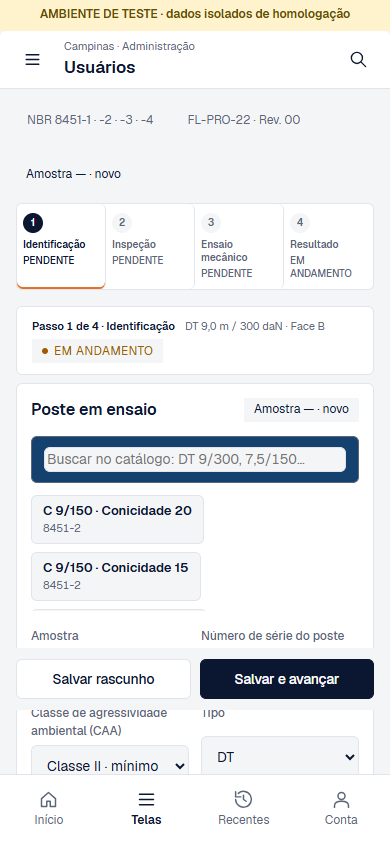 AMBIENTE DE TESTE · dados isolados de homologação
Campinas · Administração
Usuários
NBR 8451-1 · -2 · -3 · -4
FL-PRO-22 · Rev. 00
Amostra — · novo
1
Identificação
PENDENTE
2
Inspeção
PENDENTE
3
Ensaio
mecânico
PENDENTE
4
Resultado
EM
ANDAMENTO
Passo 1 de 4 · Identificação
DT 9,0 m / 300 daN · Face B
EM ANDAMENTO
Poste em ensaio
Amostra — · novo
Buscar no catálogo: DT 9/300, 7,5/150...
C 9/150 · Conicidade 20
8451-2
C 9/150 · Conicidade 15
8451-2
Amostra
Número de série do poste
Salvar rascunho
Salvar e avançar
Classe de agressividade
ambiental (CAA)
Tipo
Classe II · mínimo
DT
Início
Telas
Recentes
Conta